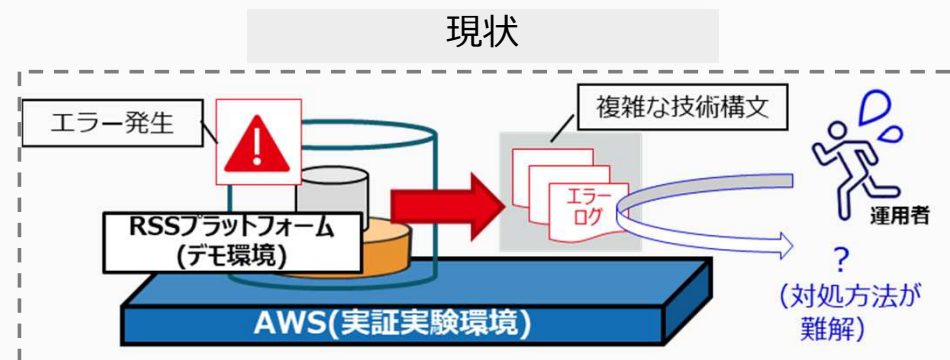 現状
エラー発生
複雑な技術構文
エラー
ログ
RSSプラットフォーム
(デモ環境)
運用者
?
(対処方法が
難解)
AWS(実証実験環境)